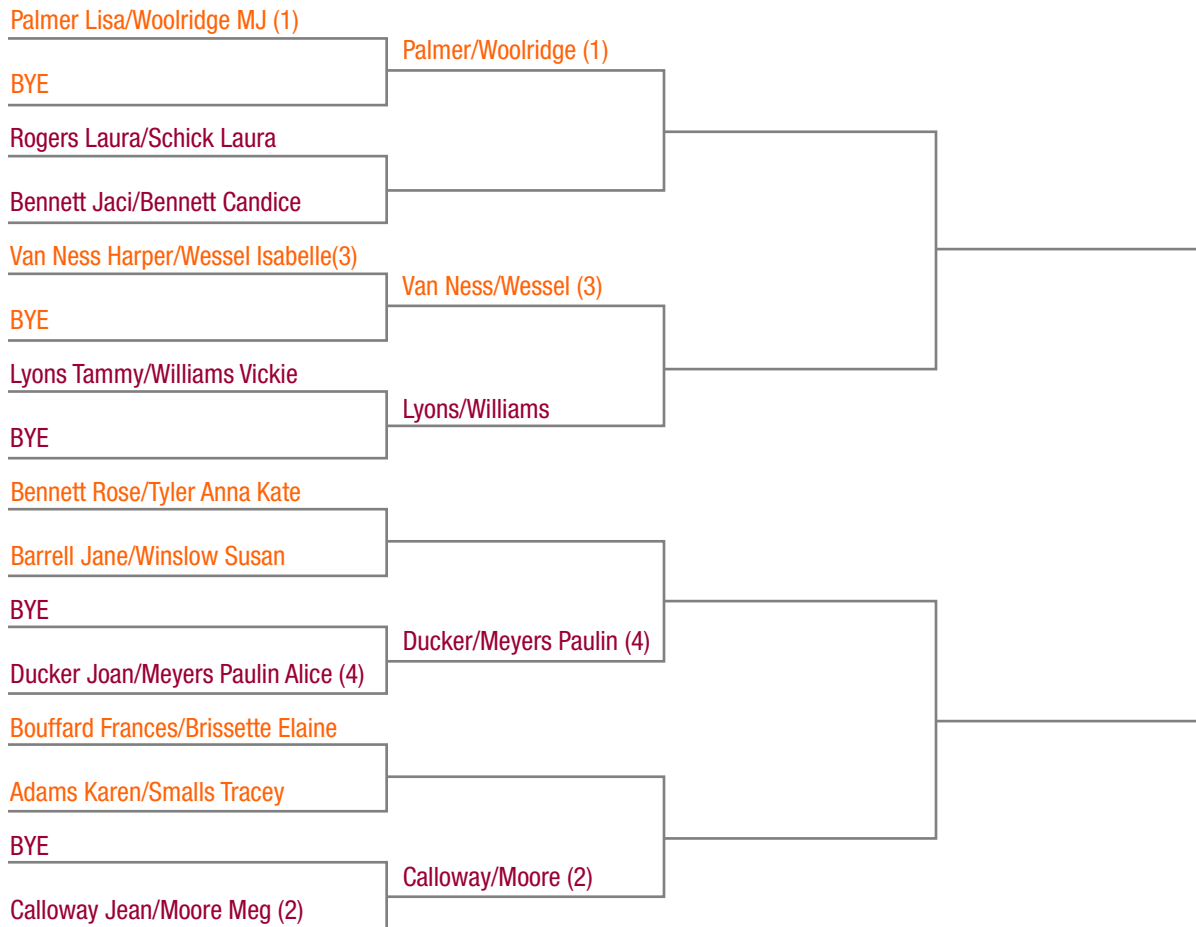 Palmer Lisa/Woolridge MJ (1)
BYE
Rogers Laura/Schick Laura
Bennett Jaci/Bennett Candice
Van Ness Harper/Wessel Isabelle(3)
BYE
Lyons Tammy/Williams Vickie
BYE
Bennett Rose/Tyler Anna Kate
Barrell Jane/Winslow Susan
BYE
Ducker Joan/Meyers Paulin Alice (4)
Bouffard Frances/Brissette Elaine
Adams Karen/Smalls Tracey
BYE
Calloway Jean/Moore Meg (2)
Palmer/Woolridge (1)
Van Ness/Wessel (3)
Lyons/Williams
Ducker/Meyers Paulin (4)
Calloway/Moore (2)